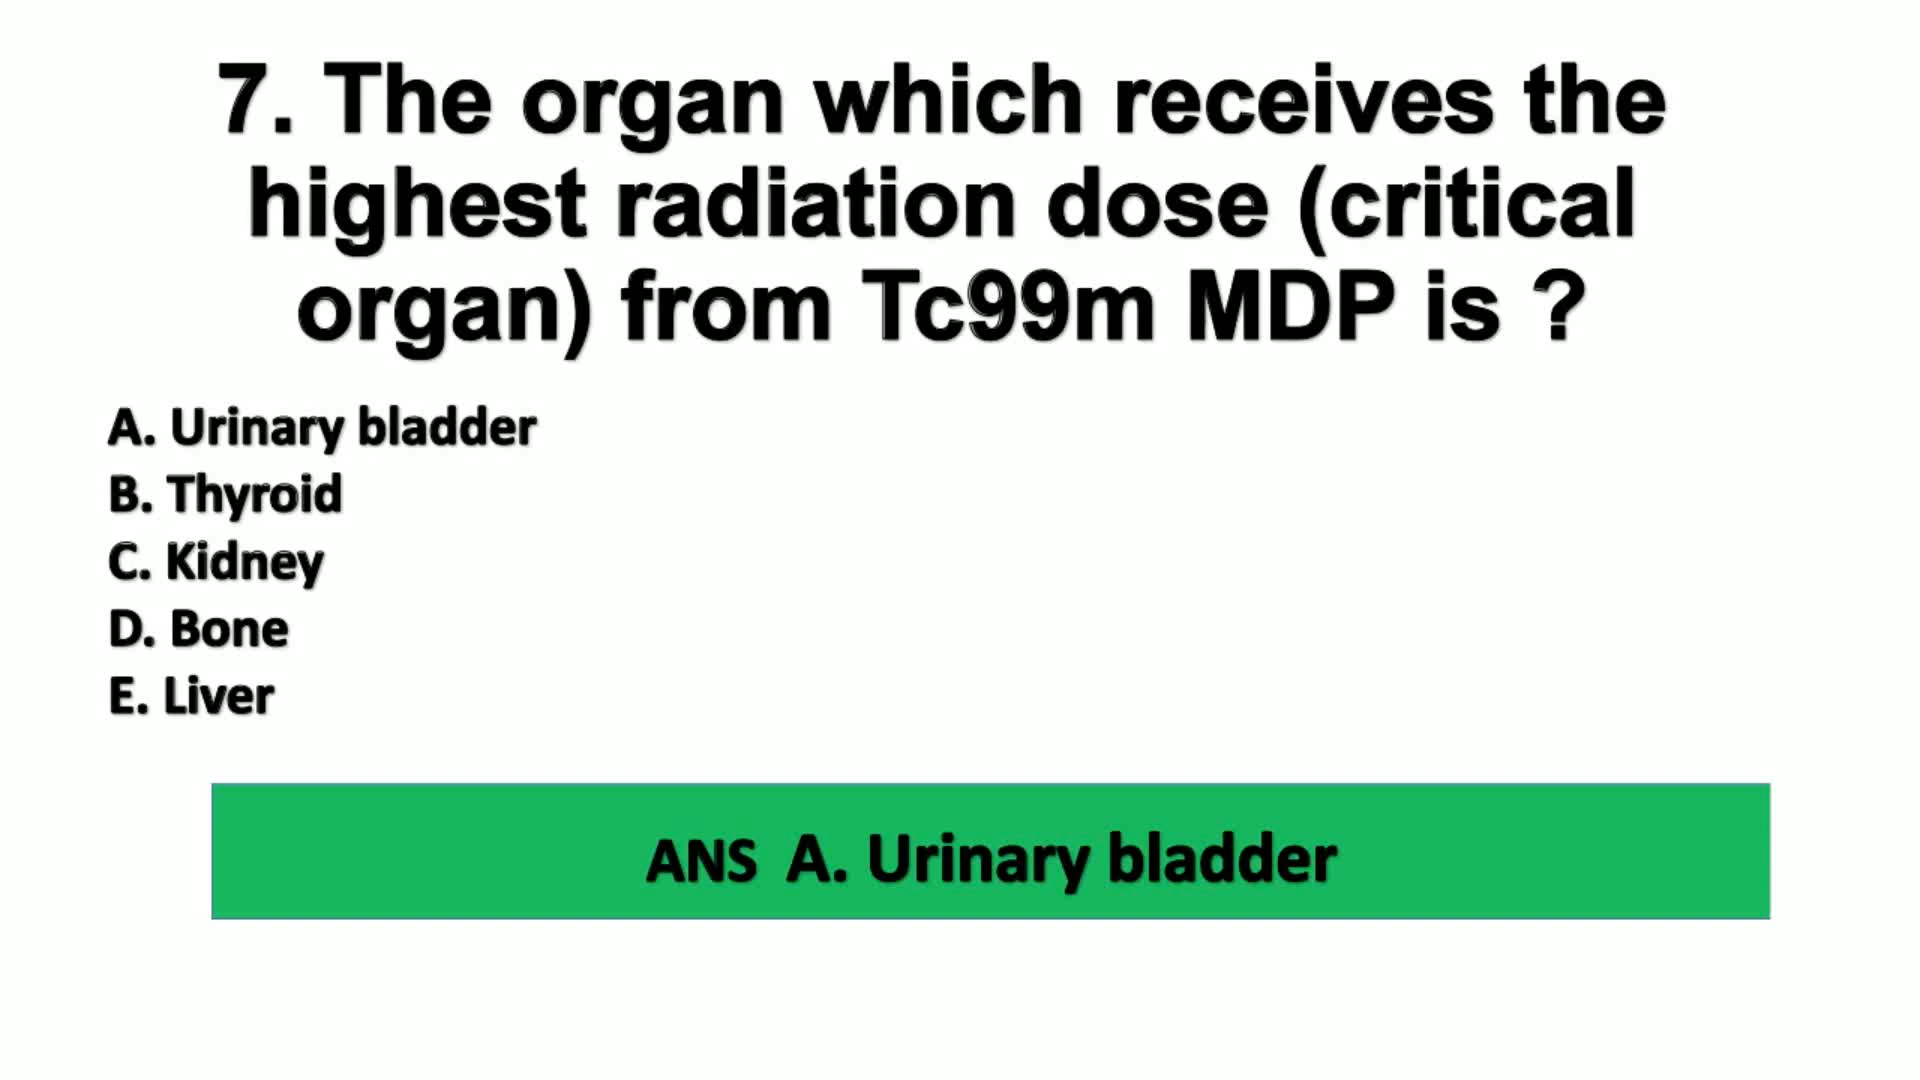 7. The organ which receives the
highest radiation dose (critical
organ) from Tc99m MDP is ?
A. Urinary bladder
B. Thyroid
C. Kidney
D. Bone
E. Liver
ANS A. Urinary bladder